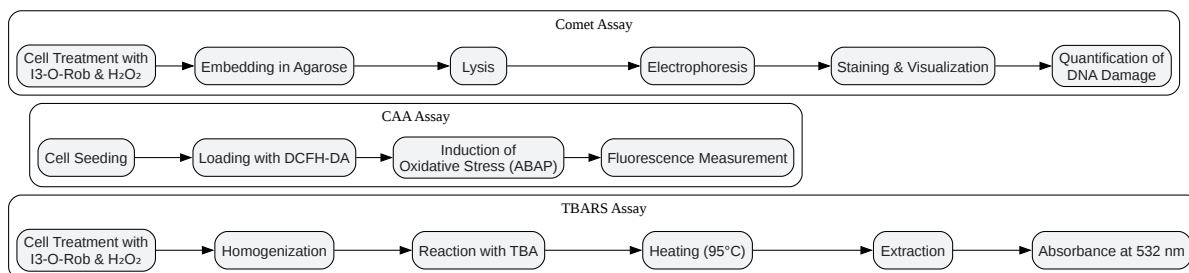 Comet Assay
Cell Treatment with
I3-O-Rob & H₂O₂
Embedding in Agarose
Lysis
Electrophoresis
Staining & Visualization
Quantification of
DNA Damage
CAA Assay
Cell Seeding
Loading with DCFH-DA
Induction of
Oxidative Stress (ABAP)
Fluorescence Measurement
TBARS Assay
Cell Treatment with
I3-O-Rob & H₂O₂
Homogenization
Reaction with TBA
Heating (95°C)
Extraction
Absorbance at 532 nm